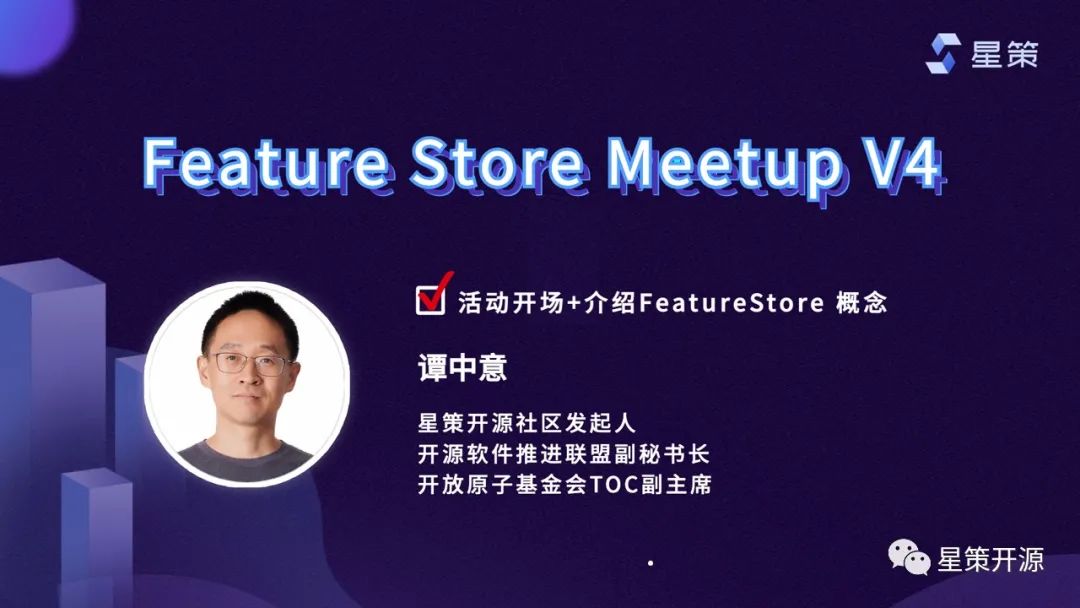 星策
Feature Store Meetup V4
活动开场+介绍FeatureStore 概念
谭中意
星策开源社区发起人
开源软件推进联盟副秘书长
开放原子基金会TOC副主席
星策开源